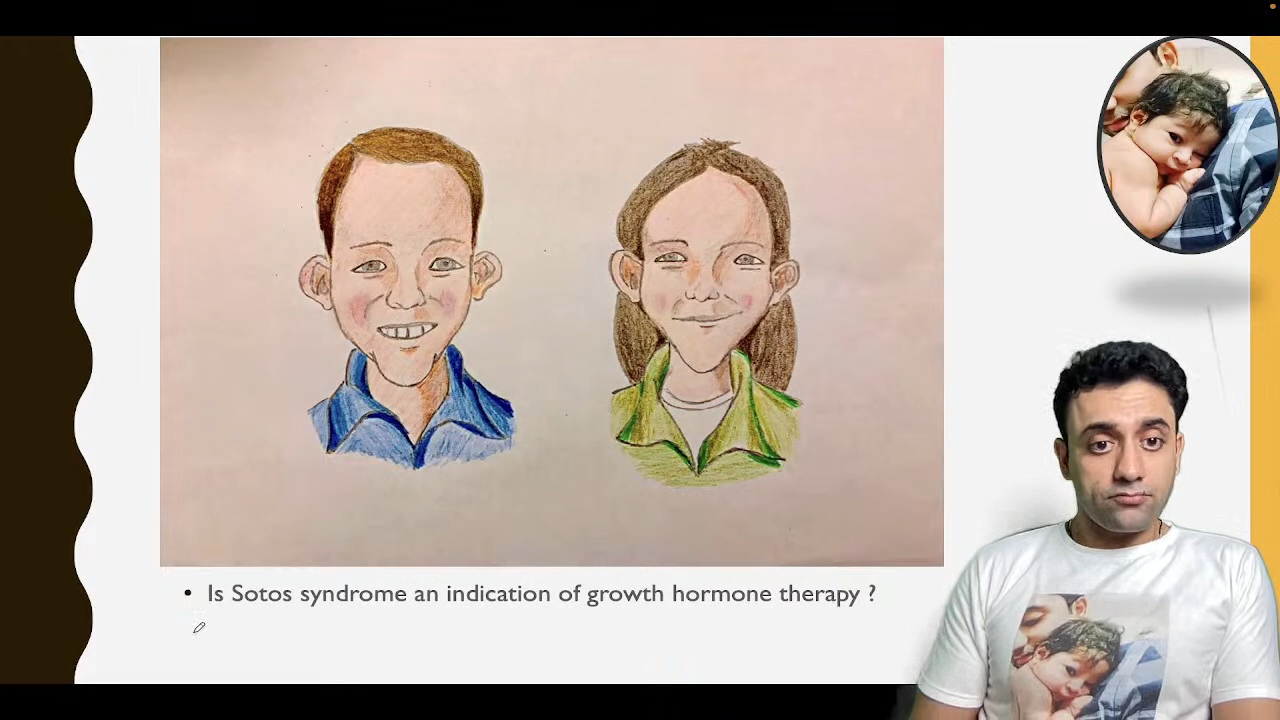 • Is Sotos syndrome an indication of growth hormone therapy ?